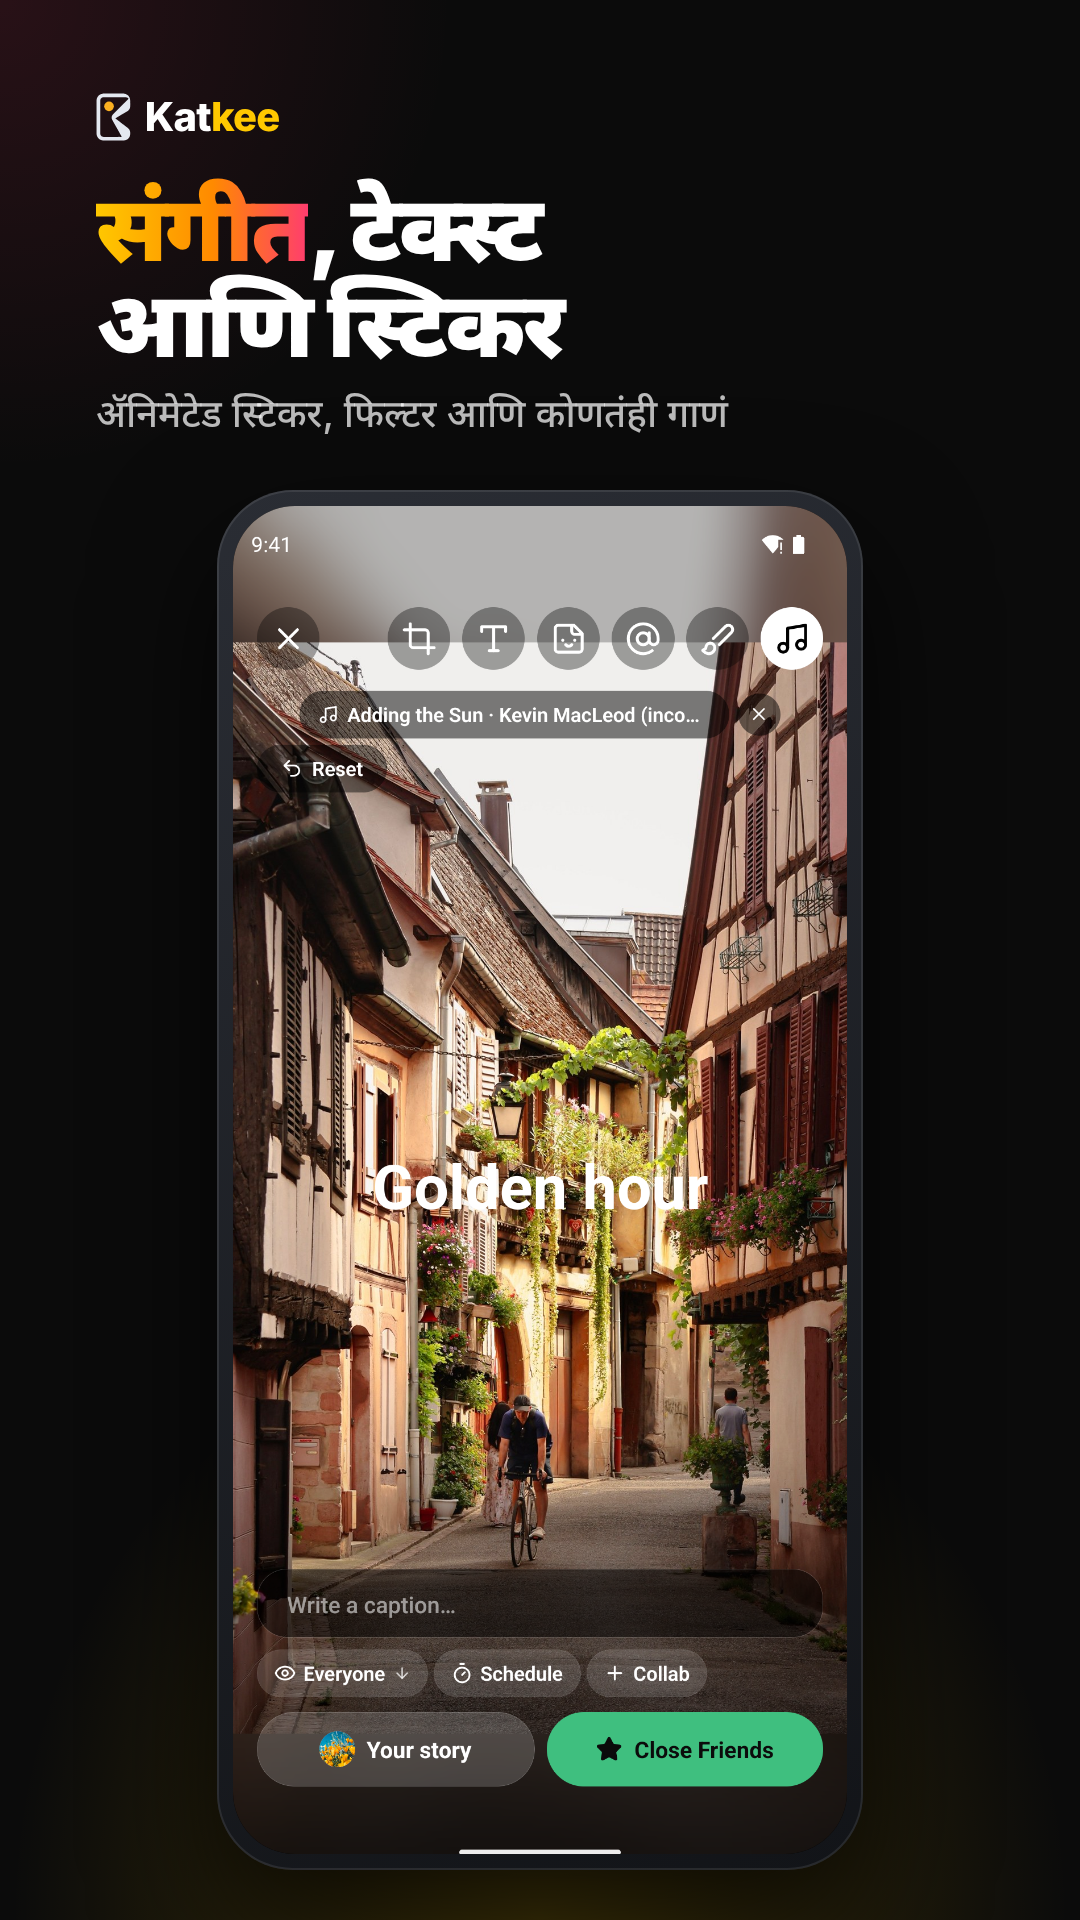 Katkee
संगीत, टेक्स्ट
आणि स्टिकर
ॲनिमेटेड स्टिकर, फिल्टर आणि कोणतंही गाणं
9:41
Adding the Sun · Kevin MacLeod (inco...
Reset
Golden hour
Write a caption...
Everyone
Schedule
Collab
Your story
Close Friends